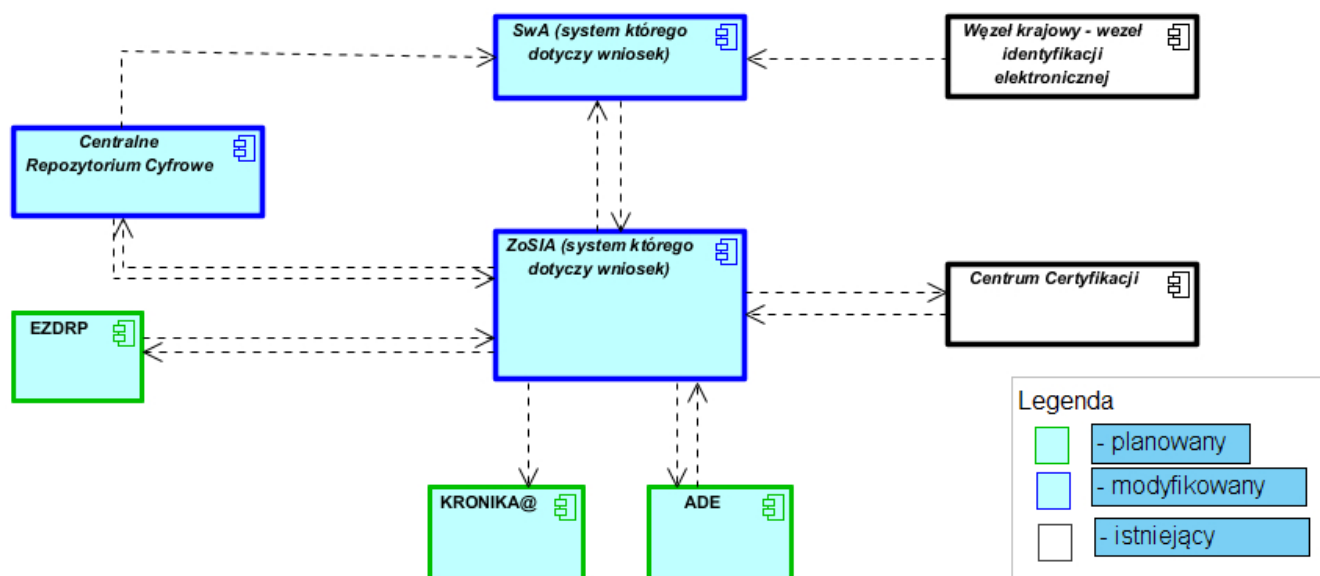 SwA (system którego
dotyczy wniosek)
Węzeł krajowy - wezeł
identyfikacji
elektronicznej
Centralne
Repozytorium Cyfrowe
ZoSIA (system którego
dotyczy wniosek)
Centrum Certyfikacji
EZDRP
KRONIKA@
ADE
Legenda
- planowany
- modyfikowany
- istniejący